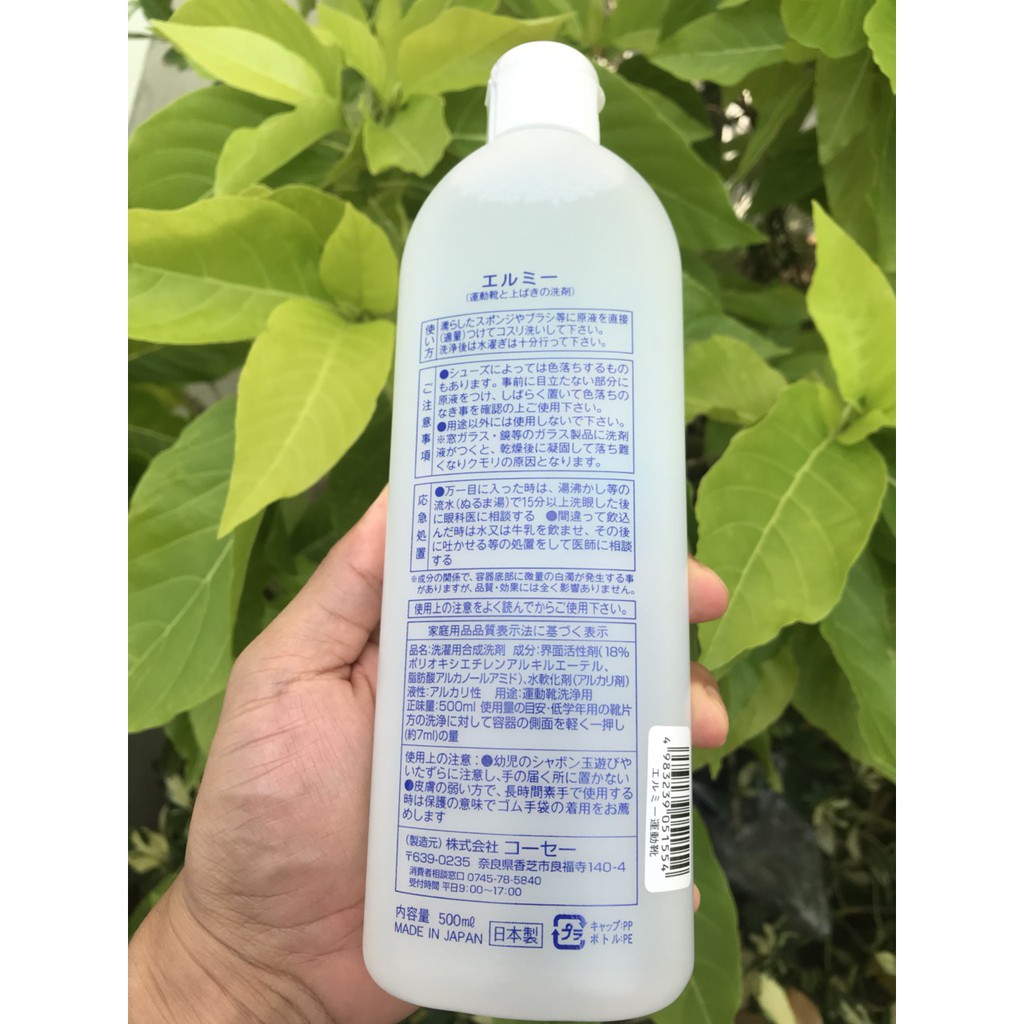 エルミー
(運動靴と上ばきの洗剤)
使い方
濡らしたスポンジやブラシ等に原液を直接
(適量)つけてコスリ洗いして下さい。
洗浄後は水濯ぎは十分行って下さい。
ご注意事項
●シューズによっては色落ちするもの
もあります。事前に目立たない部分に
原液をつけ、しばらく置いて色落ちの
なき事を確認の上ご使用下さい。
●用途以外には使用しないで下さい。
※窓ガラス・鏡等のガラス製品に洗剤
液がつくと、乾燥後に凝固して落ち難
くなりクモリの原因となります。
応急処置
●万一目に入った時は、湯沸かし等の
流水(ぬるま湯)で15分以上洗眼した後
に眼科医に相談する ●間違って飲込
んだ時は水又は牛乳を飲ませ、その後
に吐かせる等の処置をして医師に相談
する
※成分の関係で、容器底部に微量の白濁が発生する事
がありますが、品質・効果には全く影響ありません。
使用上の注意をよく読んでからご使用下さい。
家庭用品品質表示法に基づく表示
品名:洗濯用合成洗剤 成分:界面活性剤(18%
ポリオキシエチレンアルキルエーテル、
脂肪酸アルカノールアミド)、水軟化剤(アルカリ剤)
液性:アルカリ性 用途:運動靴洗浄用
正味量:500ml 使用量の目安・低学年用の靴片
方の洗浄に対して容器の側面を軽く一押し
(約7ml)の量
使用上の注意:●幼児のシャボン玉遊びや
いたずらに注意し、手の届く所に置かない
●皮膚の弱い方で、長時間素手で使用する
時は保護の意味でゴム手袋の着用をお薦
めします
(製造元) 株式会社 コーセー
〒639-0235 奈良県香芝市良福寺140-4
消費者相談窓口 0745-78-5840
受付時間 平日9:00〜17:00
内容量 500ml
MADE IN JAPAN 日本製
プラ
キャップ:PP
ボトル:PE
4 983239 051554
エルミー運動靴